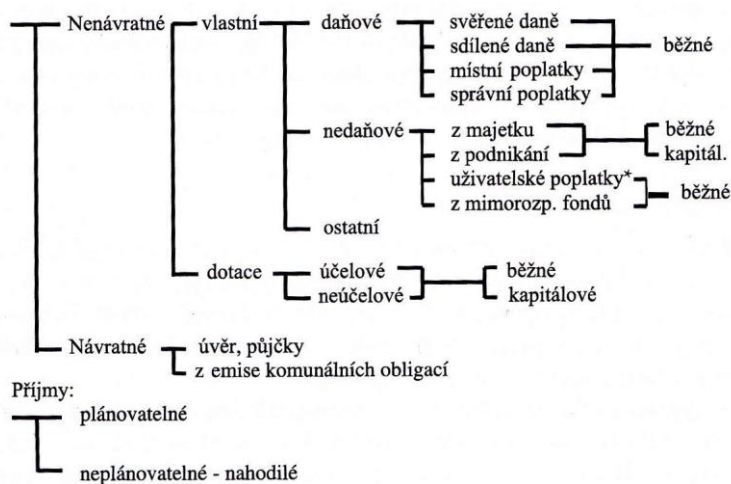 Nenávratné vlastní daňové svěřené daně
sdílené daně běžné
místní poplatky
správní poplatky
nedaňové z majetku běžné
z podnikání kapitál.
uživatelské poplatky*
z mimorozp. fondů běžné
ostatní
dotace účelové běžné
neúčelové kapitálové
Návratné úvěr, půjčky
z emise komunálních obligací
Příjmy:
plánovatelné
neplánovatelné - nahodilé